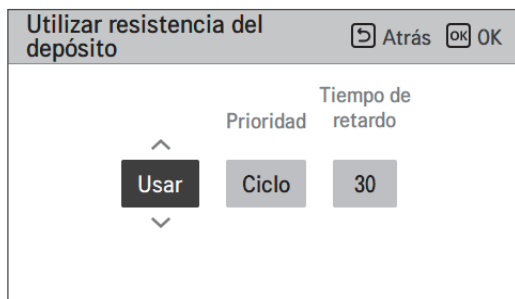 Utilizar resistencia del
depósito
Atrás OK OK
Tiempo de
Prioridad retardo
Usar Ciclo 30